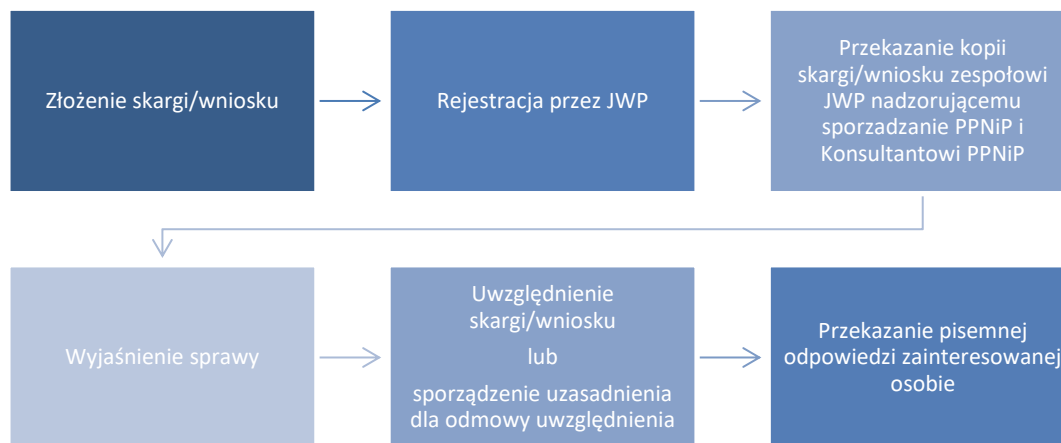 Złożenie skargi/wniosku
Rejestracja przez JWP
Przekazanie kopii
skargi/wniosku zespołowi
JWP nadzorującemu
sporzadzanie PPNiP i
Konsultantowi PPNiP
Wyjaśnienie sprawy
Uwzględnienie
skargi/wniosku
lub
sporządzenie uzasadnienia
dla odmowy uwzględnienia
Przekazanie pisemnej
odpowiedzi zainteresowanej
osobie